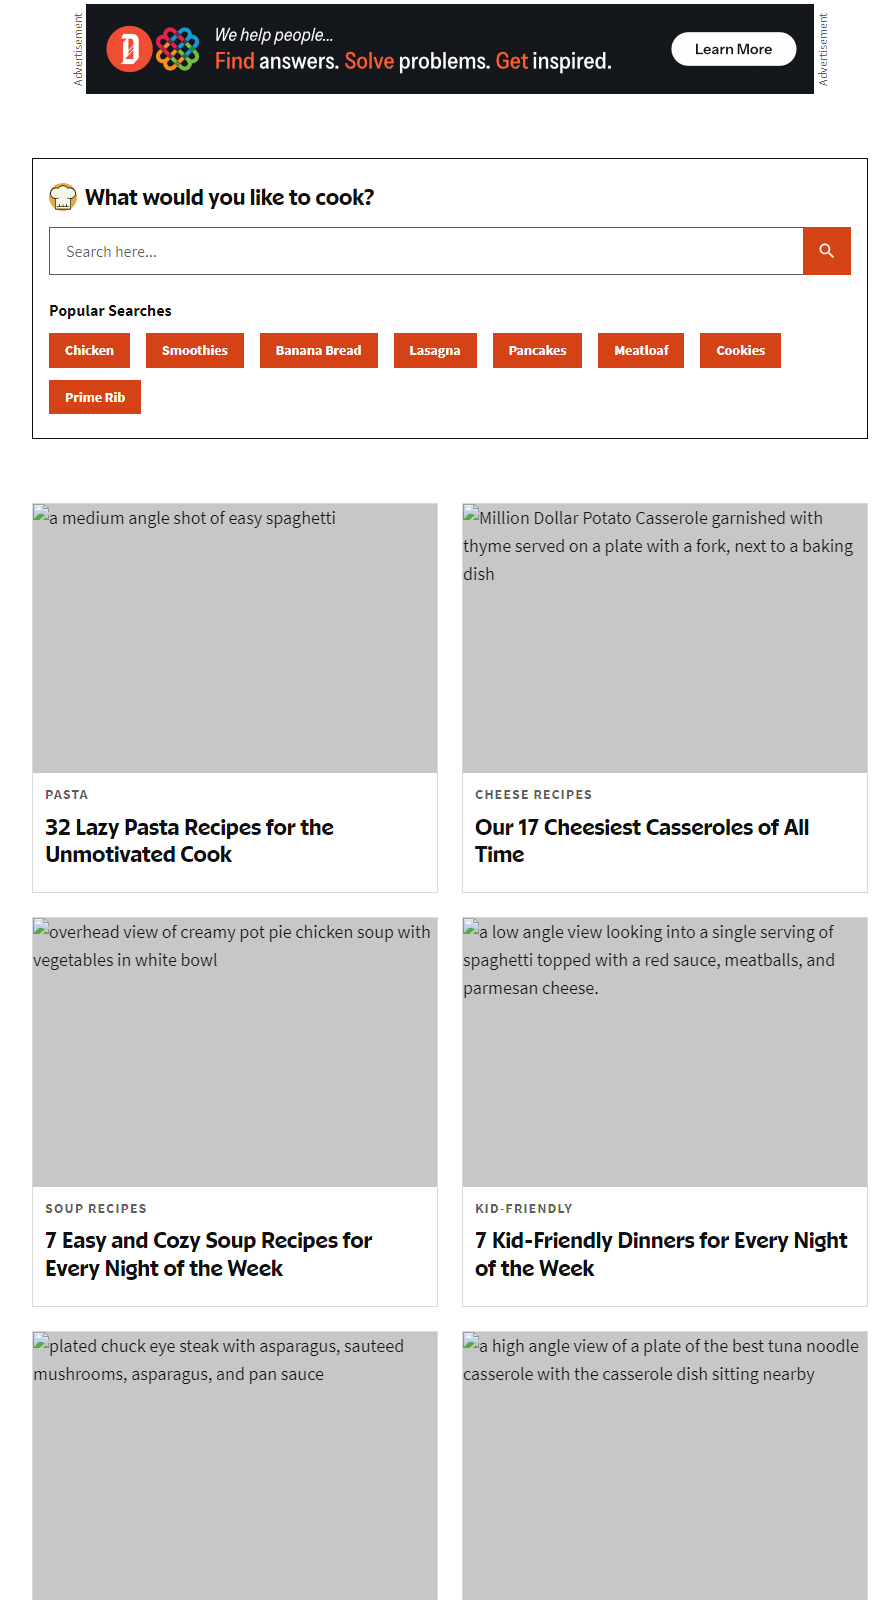 Advertisement
We help people...
Find answers. Solve problems. Get inspired.
Learn More
Advertisement
What would you like to cook?
Search here...
Popular Searches
Chicken
Smoothies
Banana Bread
Lasagna
Pancakes
Meatloaf
Cookies
Prime Rib
a medium angle shot of easy spaghetti
PASTA
32 Lazy Pasta Recipes for the
Unmotivated Cook
Million Dollar Potato Casserole garnished with
thyme served on a plate with a fork, next to a baking
dish
CHEESE RECIPES
Our 17 Cheesiest Casseroles of All
Time
overhead view of creamy pot pie chicken soup with
vegetables in white bowl
SOUP RECIPES
7 Easy and Cozy Soup Recipes for
Every Night of the Week
a low angle view looking into a single serving of
spaghetti topped with a red sauce, meatballs, and
parmesan cheese.
KID-FRIENDLY
7 Kid-Friendly Dinners for Every Night
of the Week
plated chuck eye steak with asparagus, sauteed
mushrooms, asparagus, and pan sauce
a high angle view of a plate of the best tuna noodle
casserole with the casserole dish sitting nearby